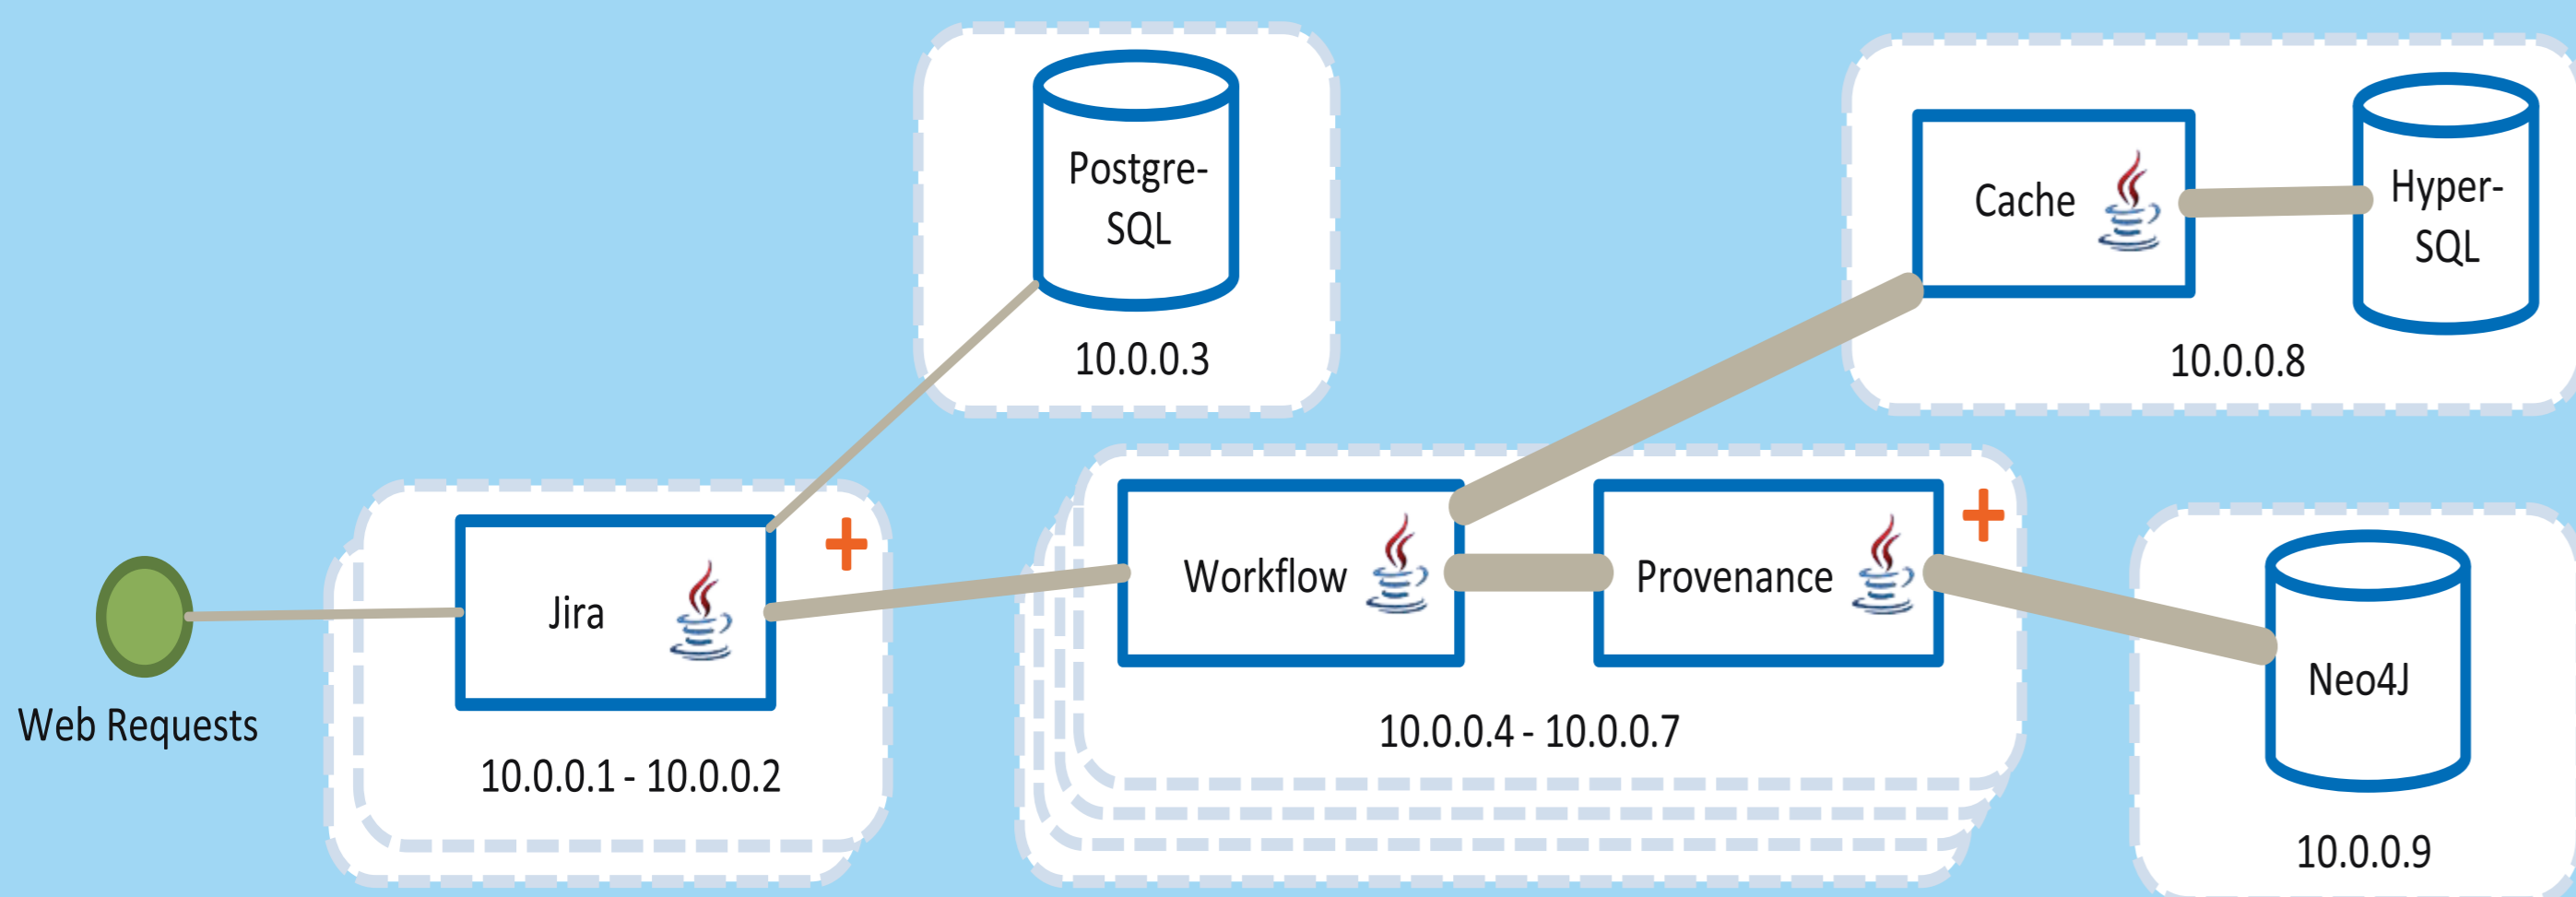 Postgre-
SQL
10.0.0.3
Cache
Hyper-
SQL
10.0.0.8
Web Requests
Jira
10.0.0.1 - 10.0.0.2
Workflow
Provenance
10.0.0.4 - 10.0.0.7
Neo4J
10.0.0.9